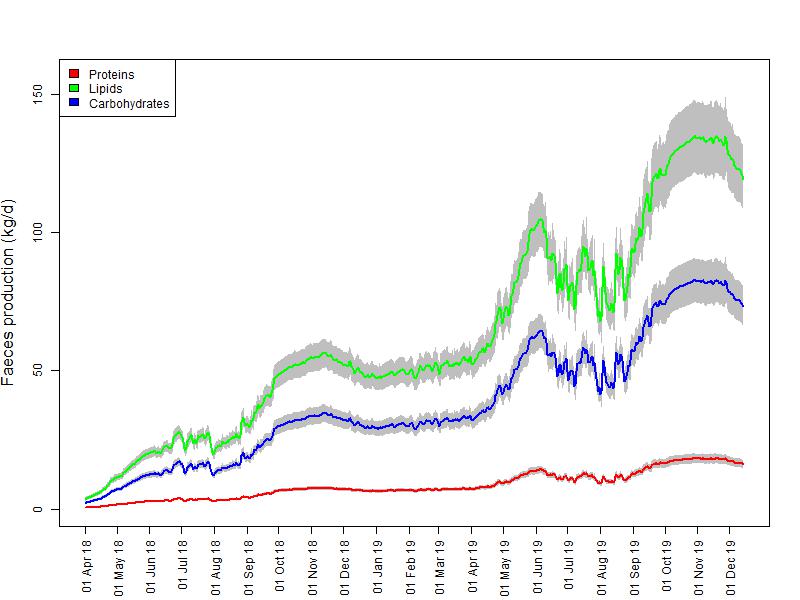 Proteins
Lipids
Carbohydrates
Faeces production (kg/d)
150
100
50
0
01 Apr 18
01 May 18
01 Jun 18
01 Jul 18
01 Aug 18
01 Sep 18
01 Oct 18
01 Nov 18
01 Dec 18
01 Jan 19
01 Feb 19
01 Mar 19
01 Apr 19
01 May 19
01 Jun 19
01 Jul 19
01 Aug 19
01 Sep 19
01 Oct 19
01 Nov 19
01 Dec 19